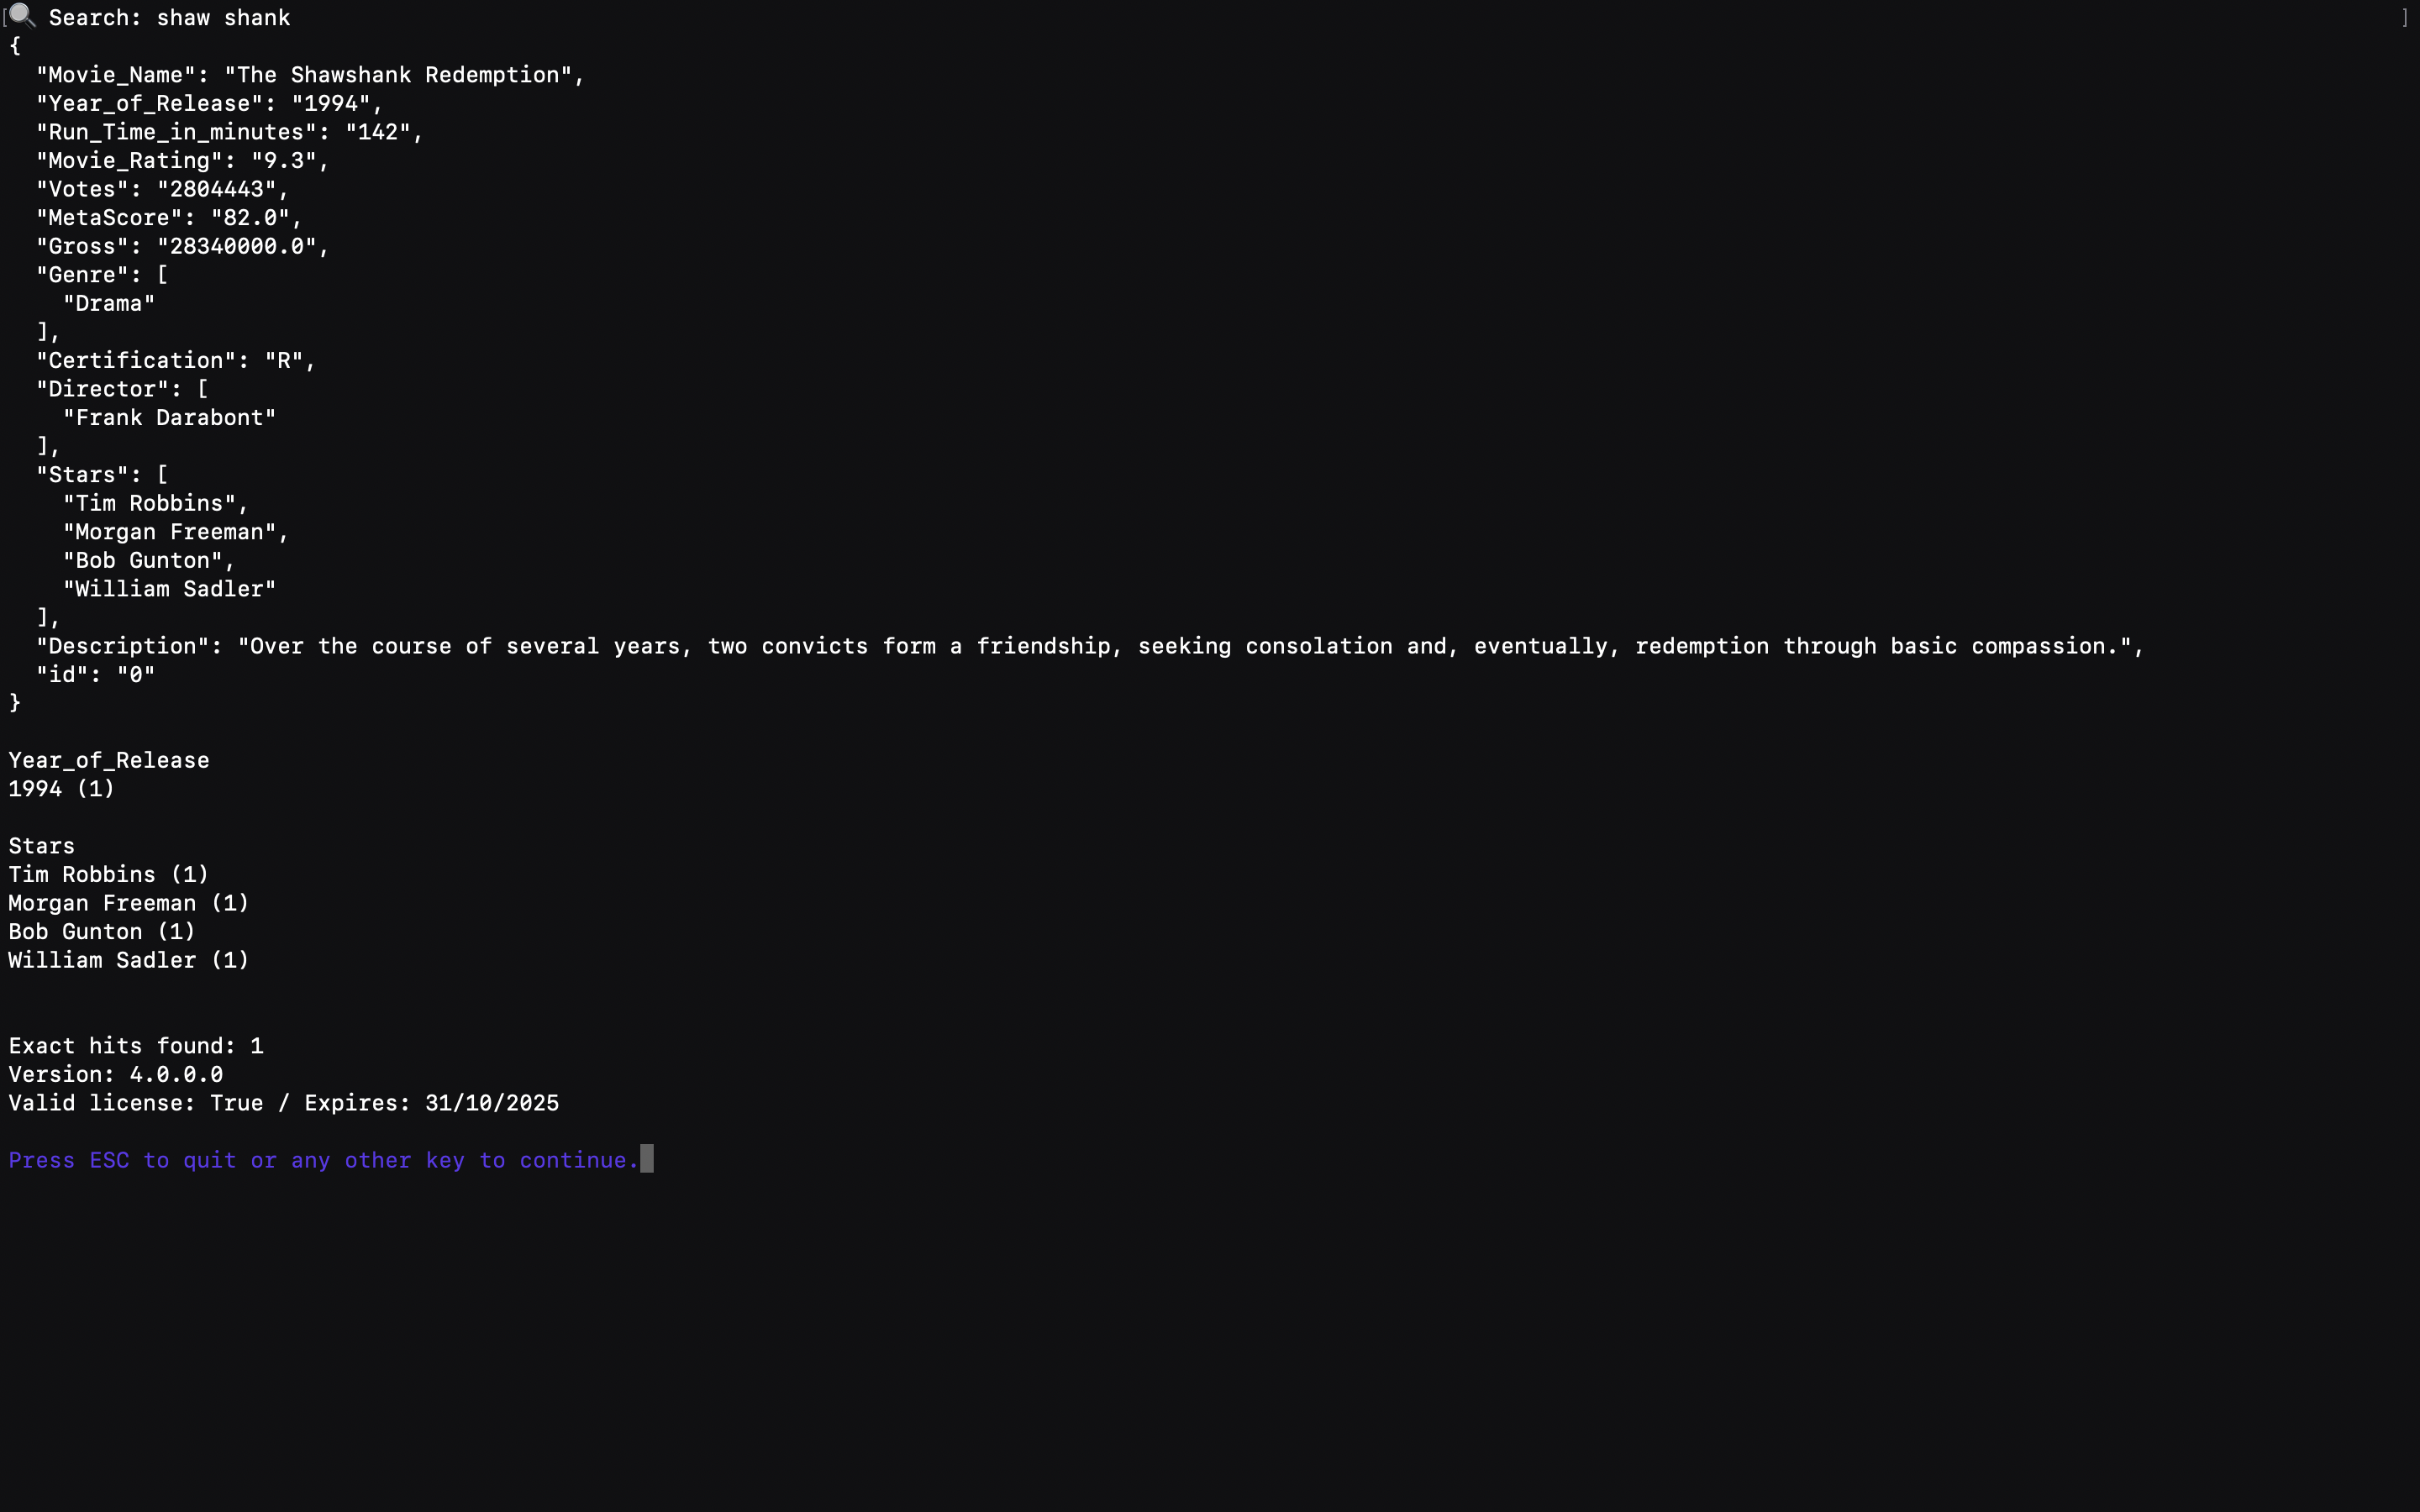 [🔍 Search: shaw shank ]
{
  "Movie_Name": "The Shawshank Redemption",
  "Year_of_Release": "1994",
  "Run_Time_in_minutes": "142",
  "Movie_Rating": "9.3",
  "Votes": "2804443",
  "MetaScore": "82.0",
  "Gross": "28340000.0",
  "Genre": [
    "Drama"
  ],
  "Certification": "R",
  "Director": [
    "Frank Darabont"
  ],
  "Stars": [
    "Tim Robbins",
    "Morgan Freeman",
    "Bob Gunton",
    "William Sadler"
  ],
  "Description": "Over the course of several years, two convicts form a friendship, seeking consolation and, eventually, redemption through basic compassion.",
  "id": "0"
}
Year_of_Release
1994 (1)
Stars
Tim Robbins (1)
Morgan Freeman (1)
Bob Gunton (1)
William Sadler (1)
Exact hits found: 1
Version: 4.0.0.0
Valid license: True / Expires: 31/10/2025
Press ESC to quit or any other key to continue.